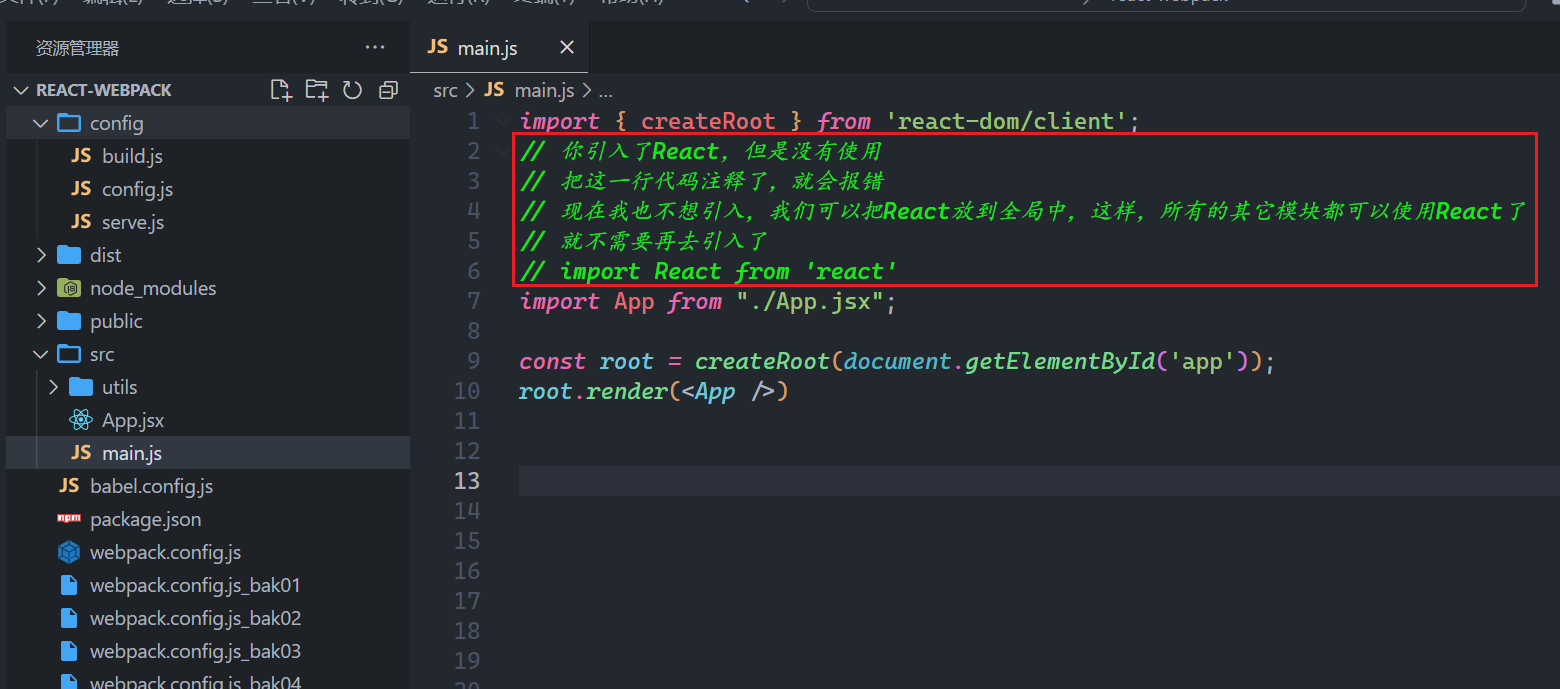 资源管理器
···
JS main.js ×
REACT-WEBPACK
src > JS main.js > ...
config
JS build.js
JS config.js
JS serve.js
dist
node_modules
public
src
utils
App.jsx
JS main.js
JS babel.config.js
npm package.json
webpack.config.js
webpack.config.js_bak01
webpack.config.js_bak02
webpack.config.js_bak03
webpack.config.js_bak04
1 import { createRoot } from 'react-dom/client';
2 // 你引入了React，但是没有使用
3 // 把这一行代码注释了，就会报错
4 // 现在我也不想引入，我们可以把React放到全局中，这样，所有的其它模块都可以使用React了
5 // 就不需要再去引入了
6 // import React from 'react'
7 import App from "./App.jsx";
8
9 const root = createRoot(document.getElementById('app'));
10 root.render(<App />)
11
12
13
14
15
16
17
18
19